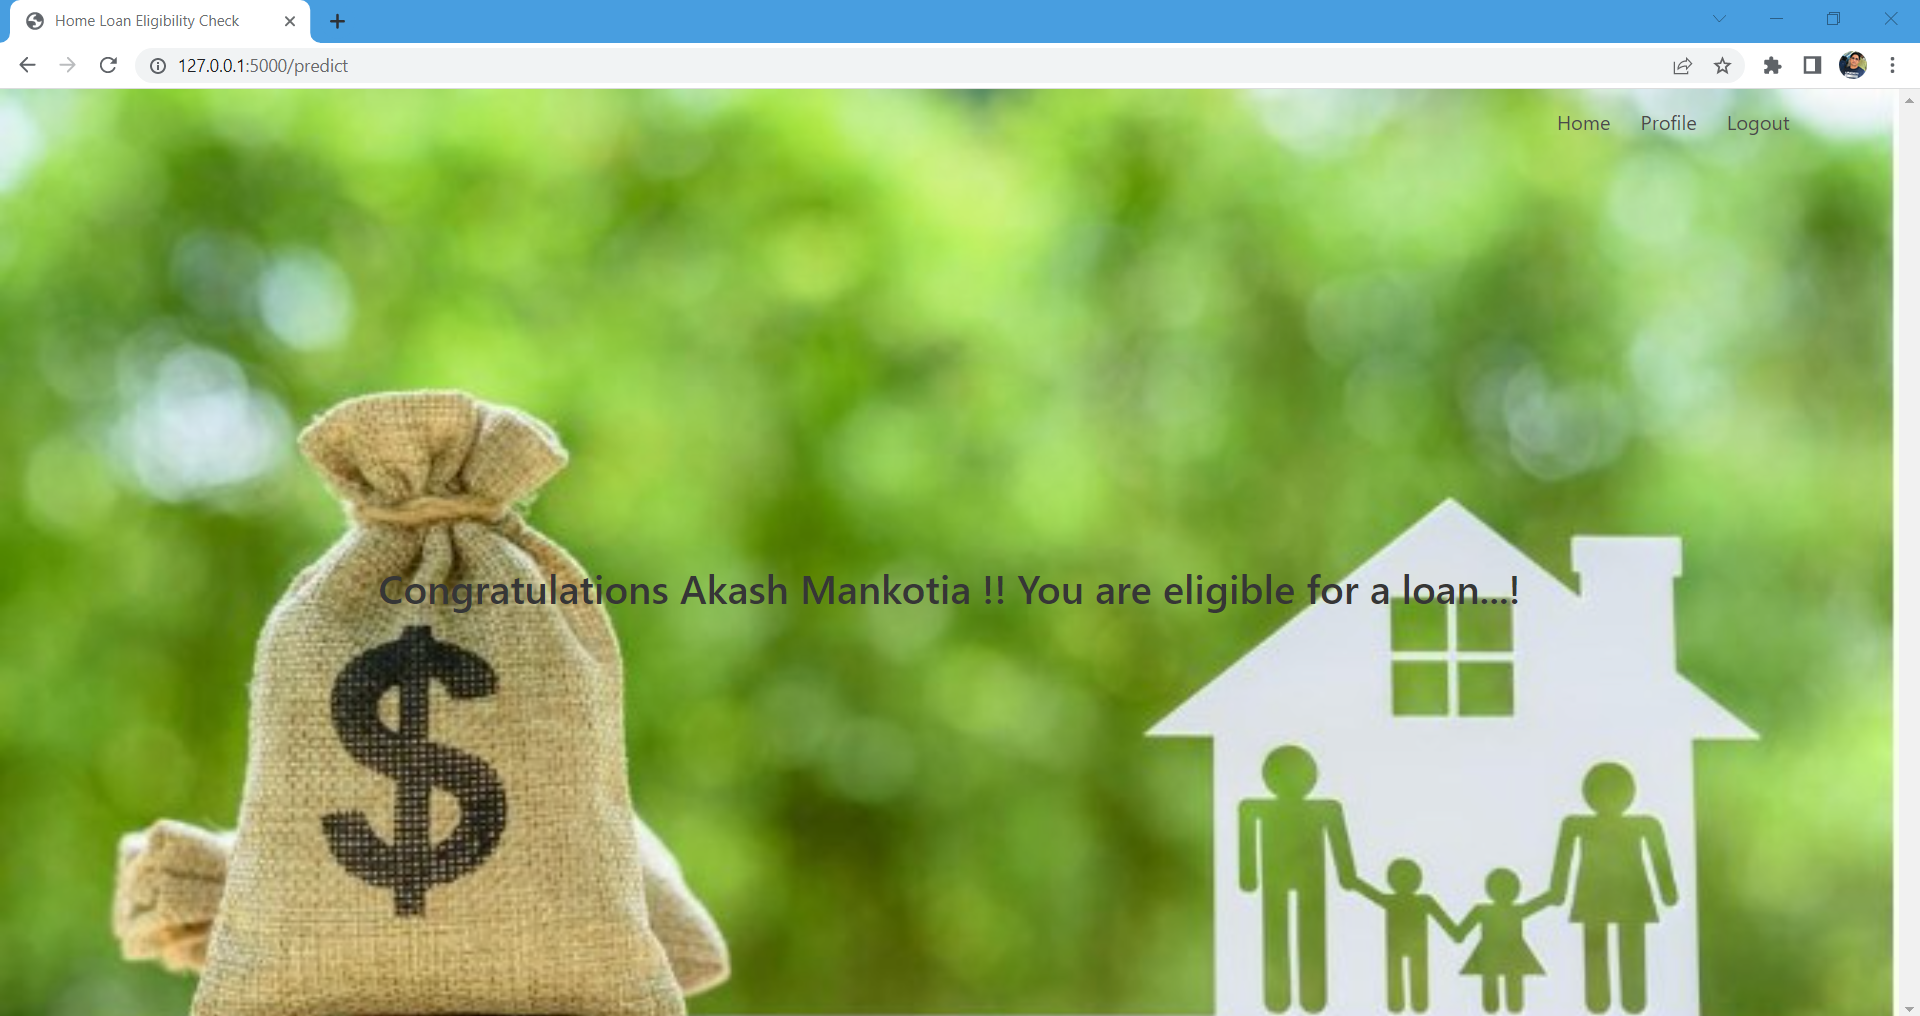 Home Loan Eligibility Check
127.0.0.1:5000/predict
Home Profile Logout
Congratulations Akash Mankotia !! You are eligible for a loan...!
$